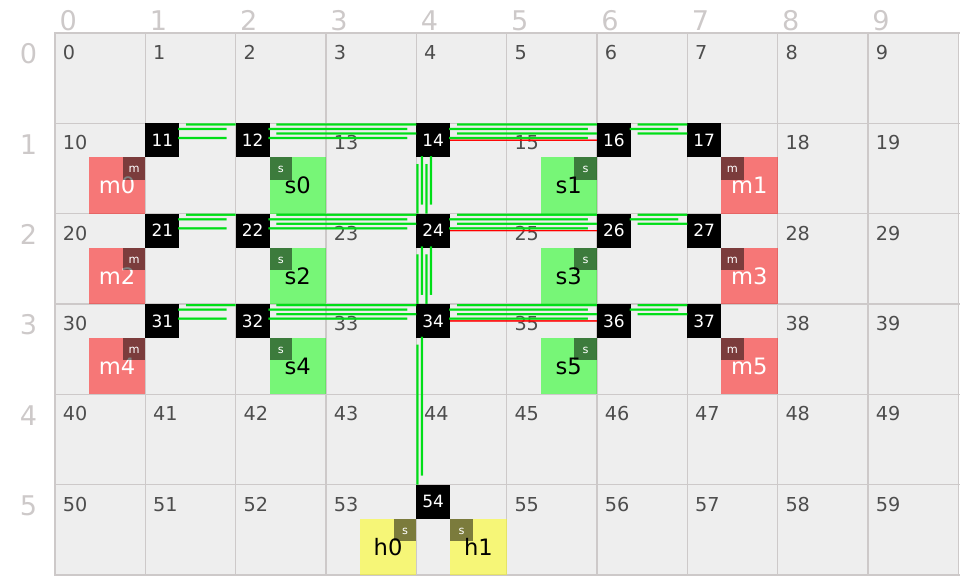 0 1 2 3 4 5 6 7 8 9
0 0 1 2 3 4 5 6 7 8 9
1 10 11 12 13 14 15 16 17 18 19
m s s m
m0 s0 s1 m1
2 20 21 22 23 24 25 26 27 28 29
m s s m
m2 s2 s3 m3
3 30 31 32 33 34 35 36 37 38 39
m s s m
m4 s4 s5 m5
4 40 41 42 43 44 45 46 47 48 49
5 50 51 52 53 54 55 56 57 58 59
s s
h0 h1